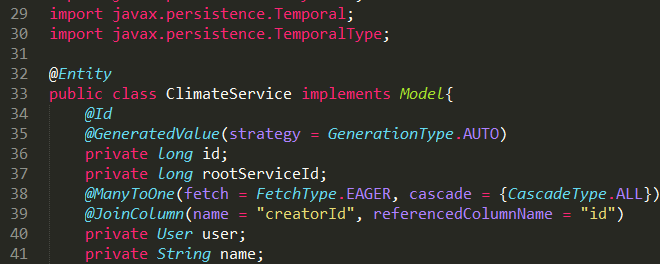 29 import javax.persistence.Temporal;
30 import javax.persistence.TemporalType;
31
32 @Entity
33 public class ClimateService implements Model{
34 @Id
35 @GeneratedValue(strategy = GenerationType.AUTO)
36 private long id;
37 private long rootServiceId;
38 @ManyToOne(fetch = FetchType.EAGER, cascade = {CascadeType.ALL})
39 @JoinColumn(name = "creatorId", referencedColumnName = "id")
40 private User user;
41 private String name;